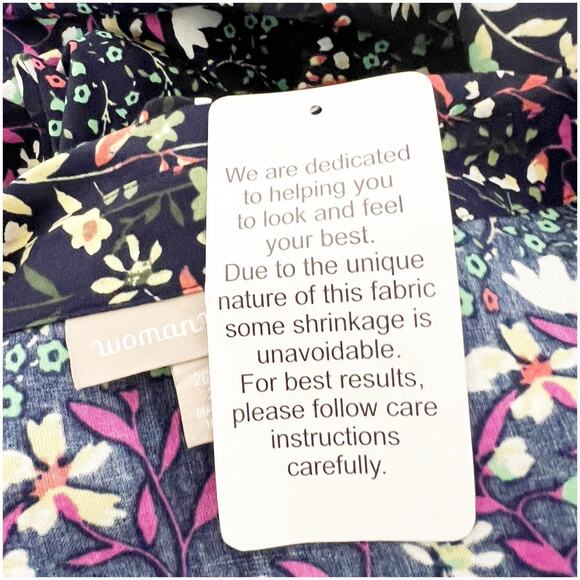 We are dedicated
to helping you
to look and feel
your best.
Due to the unique
nature of this fabric
some shrinkage is
unavoidable.
For best results,
please follow care
instructions
carefully.
woman